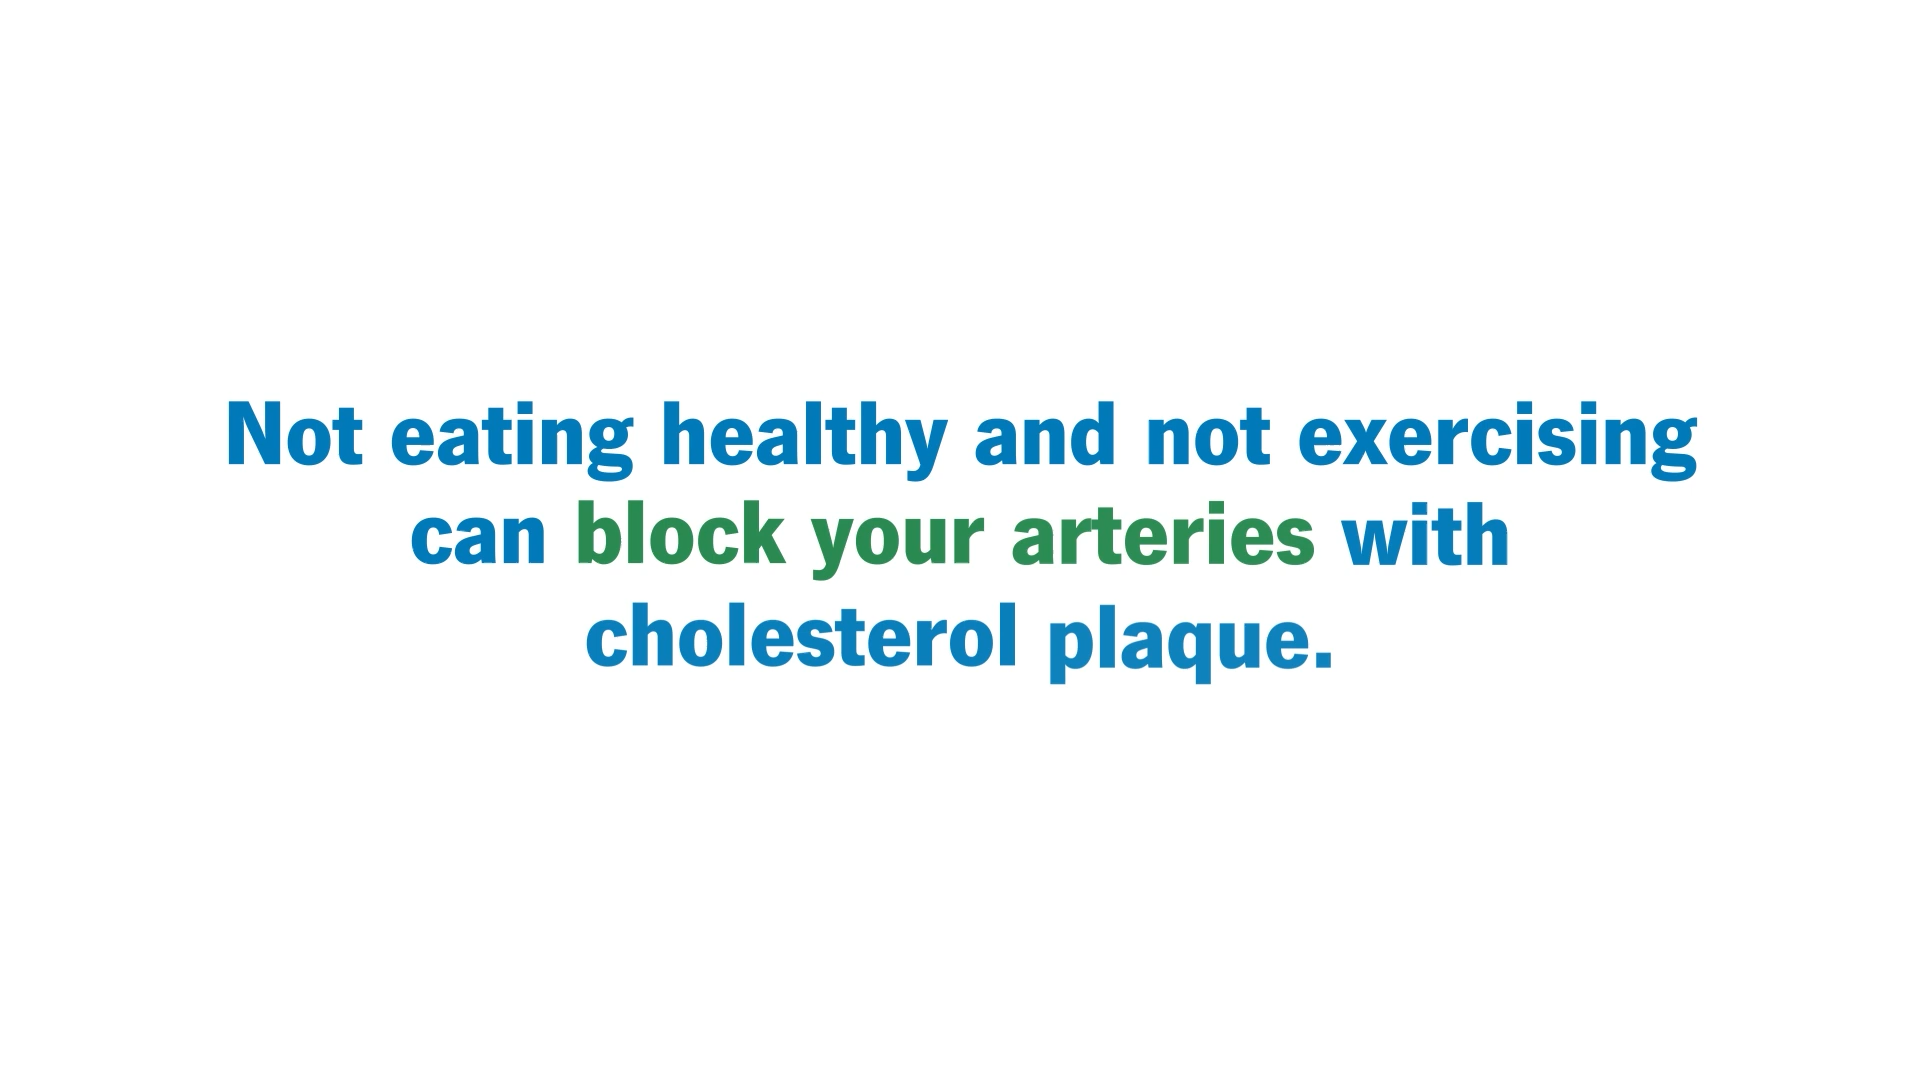 Not eating healthy and not exercising
can block your arteries with
cholesterol plaque.